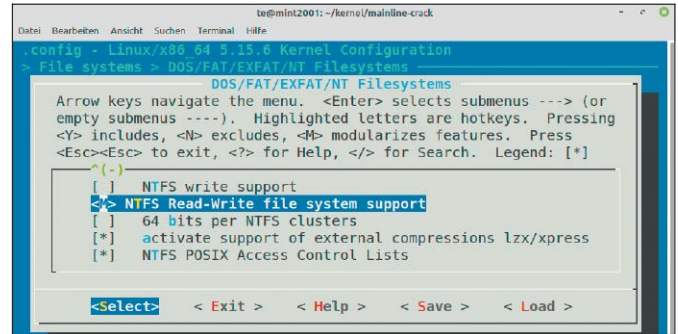 te@mint2001: ~/kernel/mainline-crack
Datei Bearbeiten Ansicht Suchen Terminal Hilfe
.config - Linux/x86_64 5.15.6 Kernel Configuration
> File systems > DOS/FAT/EXFAT/NT Filesystems
DOS/FAT/EXFAT/NT Filesystems
Arrow keys navigate the menu. <Enter> selects submenus ---> (or
empty submenus ----). Highlighted letters are hotkeys. Pressing
<Y> includes, <N> excludes, <M> modularizes features. Press
<Esc><Esc> to exit, <?> for Help, </> for Search. Legend: [*]
^(-)
[ ] NTFS write support
<M> NTFS Read-Write file system support
[ ] 64 bits per NTFS clusters
[*] activate support of external compressions lzx/xpress
[*] NTFS POSIX Access Control Lists
<Select> < Exit > < Help > < Save > < Load >